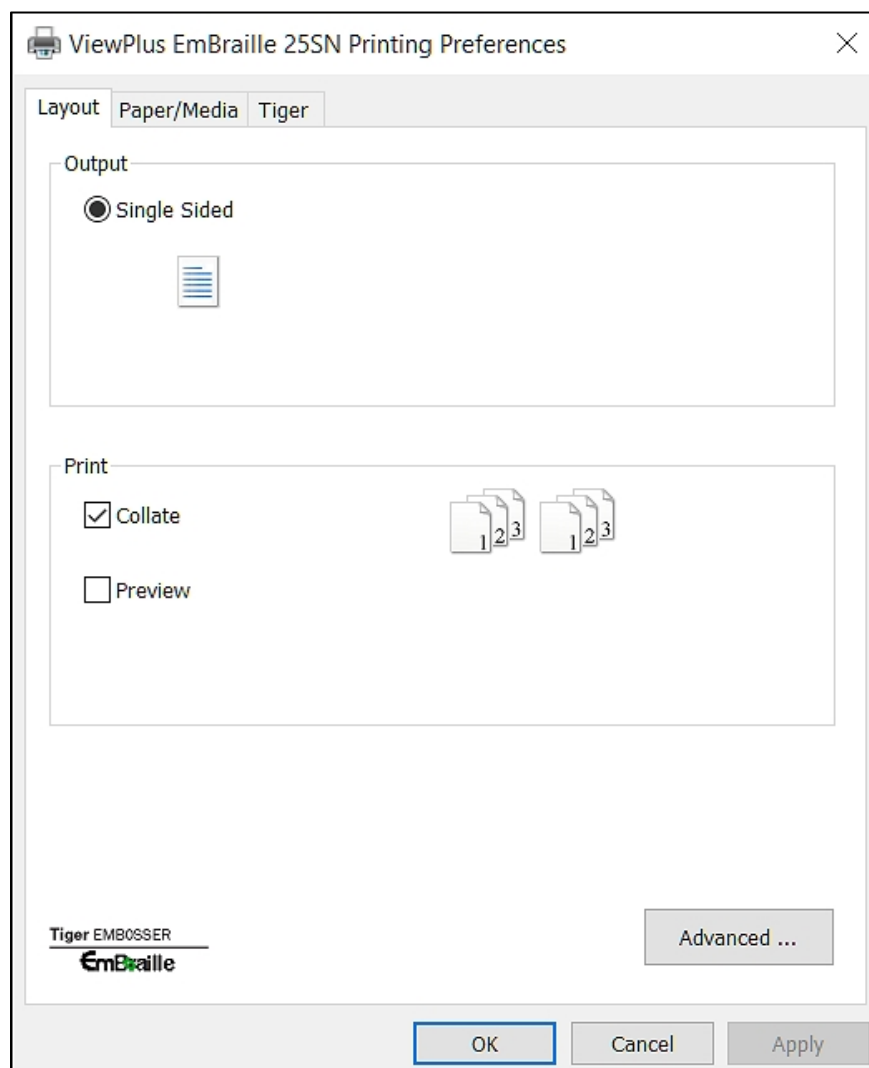 ViewPlus EmBraille 25SN Printing Preferences
Layout Paper/Media Tiger
Output
Single Sided
Print
Collate
1 2 3 1 2 3
Preview
Tiger EMBOSSER
EmBraille
Advanced ...
OK Cancel Apply